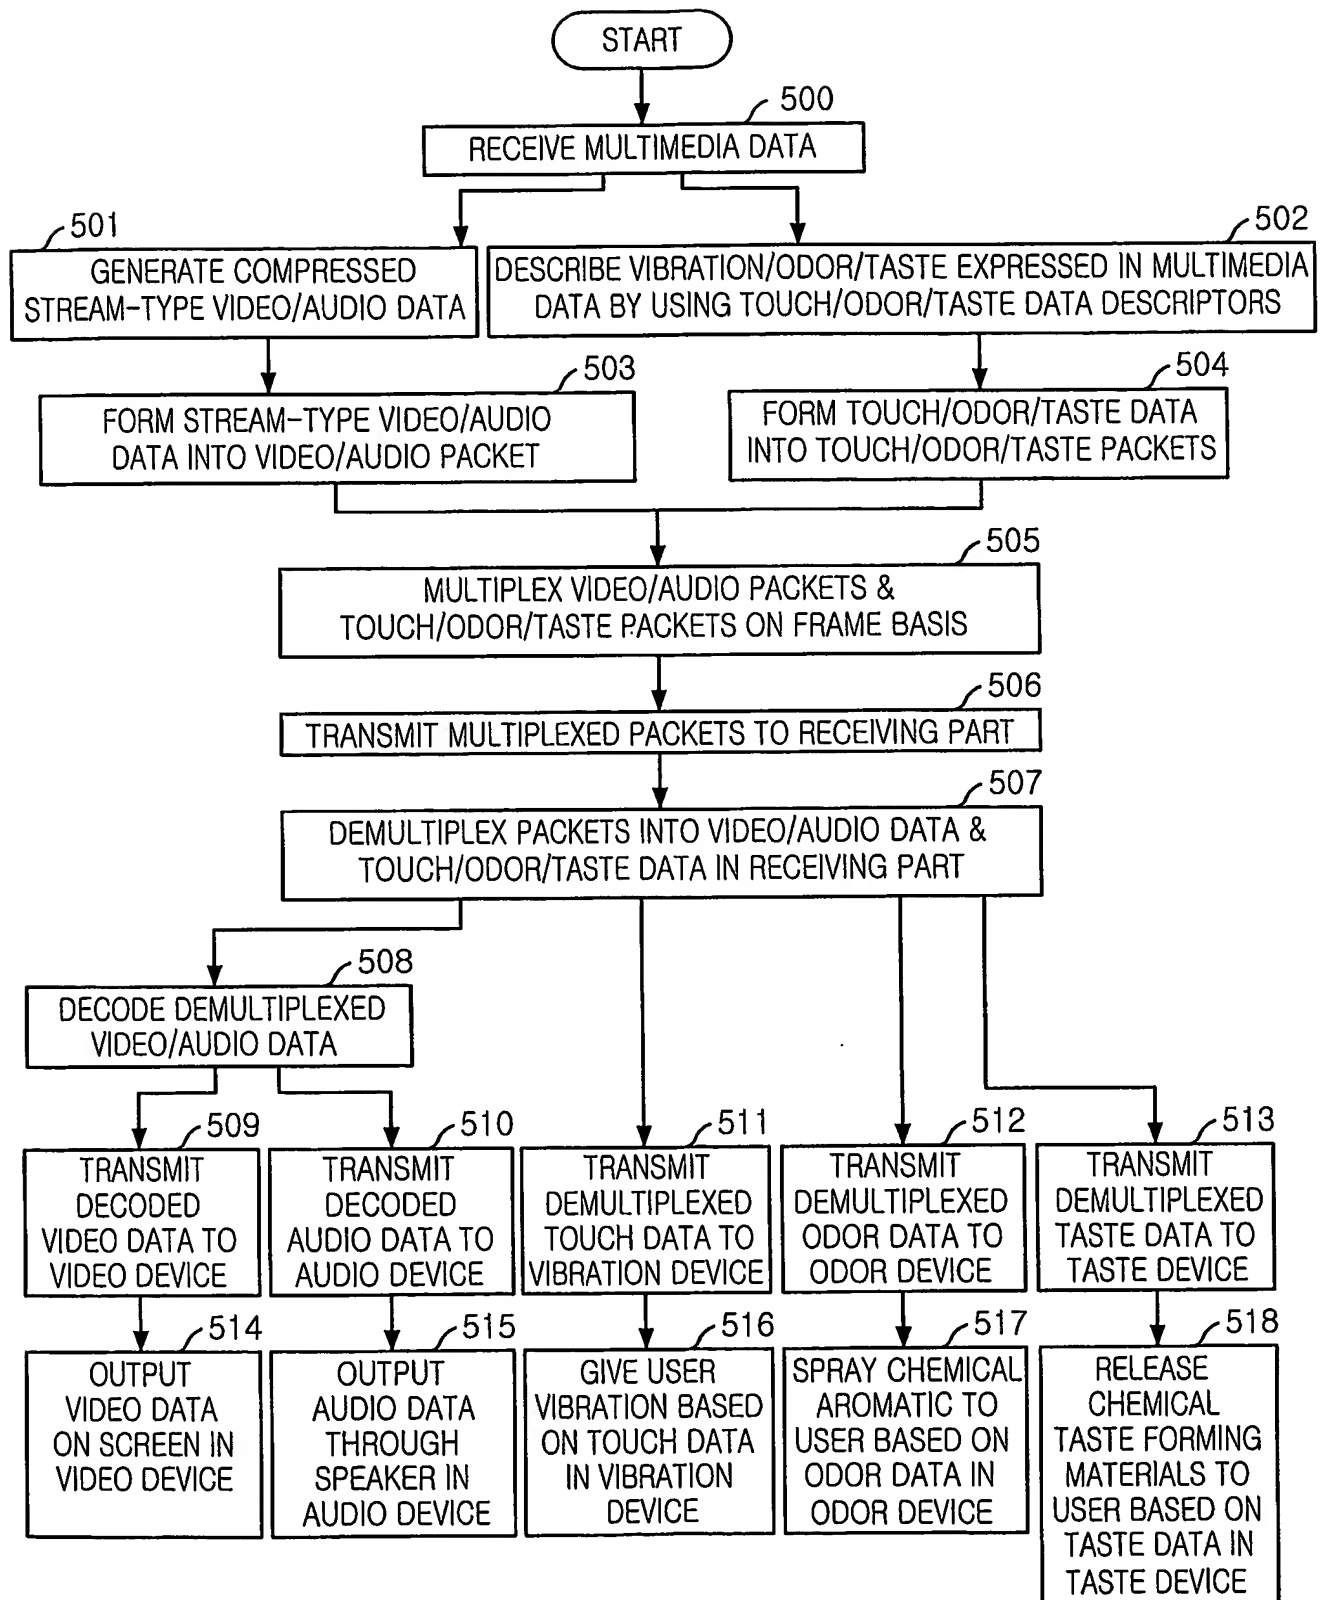 START
500
RECEIVE MULTIMEDIA DATA
501
GENERATE COMPRESSED
STREAM-TYPE VIDEO/AUDIO DATA
502
DESCRIBE VIBRATION/ODOR/TASTE EXPRESSED IN MULTIMEDIA
DATA BY USING TOUCH/ODOR/TASTE DATA DESCRIPTORS
503
FORM STREAM-TYPE VIDEO/AUDIO
DATA INTO VIDEO/AUDIO PACKET
504
FORM TOUCH/ODOR/TASTE DATA
INTO TOUCH/ODOR/TASTE PACKETS
505
MULTIPLEX VIDEO/AUDIO PACKETS &
TOUCH/ODOR/TASTE PACKETS ON FRAME BASIS
506
TRANSMIT MULTIPLEXED PACKETS TO RECEIVING PART
507
DEMULTIPLEX PACKETS INTO VIDEO/AUDIO DATA &
TOUCH/ODOR/TASTE DATA IN RECEIVING PART
508
DECODE DEMULTIPLEXED
VIDEO/AUDIO DATA
509
TRANSMIT
DECODED
VIDEO DATA TO
VIDEO DEVICE
510
TRANSMIT
DECODED
AUDIO DATA TO
AUDIO DEVICE
511
TRANSMIT
DEMULTIPLEXED
TOUCH DATA TO
VIBRATION DEVICE
512
TRANSMIT
DEMULTIPLEXED
ODOR DATA TO
ODOR DEVICE
513
TRANSMIT
DEMULTIPLEXED
TASTE DATA TO
TASTE DEVICE
514
OUTPUT
VIDEO DATA
ON SCREEN IN
VIDEO DEVICE
515
OUTPUT
AUDIO DATA
THROUGH
SPEAKER IN
AUDIO DEVICE
516
GIVE USER
VIBRATION BASED
ON TOUCH DATA
IN VIBRATION
DEVICE
517
SPRAY CHEMICAL
AROMATIC TO
USER BASED ON
ODOR DATA IN
ODOR DEVICE
518
RELEASE
CHEMICAL
TASTE FORMING
MATERIALS TO
USER BASED ON
TASTE DATA IN
TASTE DEVICE